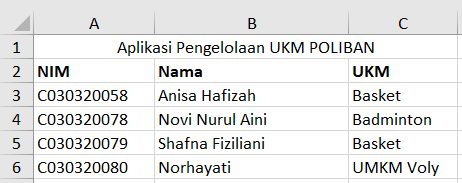 A B C
1 Aplikasi Pengelolaan UKM POLIBAN
2 NIM Nama UKM
3 C030320058 Anisa Hafizah Basket
4 C030320078 Novi Nurul Aini Badminton
5 C030320079 Shafna Fiziliani Basket
6 C030320080 Norhayati UMKM Voly